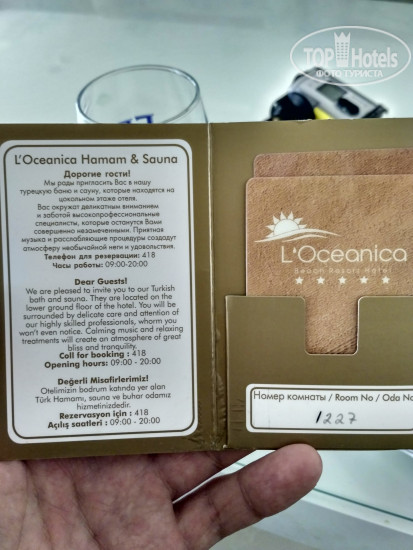 TOPHotels
ФОТО ТУРИСТА
L'Oceanica Hamam & Sauna
Дорогие гости!
Мы рады пригласить Вас в нашу
турецкую баню и сауну, которые находятся на
цокольном этаже отеля.
Вас окружат деликатным вниманием
и заботой высокопрофессиональные
специалисты, которые останутся Вами
совершенно незамеченными. Приятная
музыка и расслабляющие процедуры создадут
атмосферу необычайной неги и удовольствия.
Телефон для резервации: 418
Часы работы: 09:00-20:00
Dear Guests!
We are pleased to invite you to our Turkish
bath and sauna. They are located on the
lower ground floor of the hotel. You will be
surrounded by delicate care and attention of
our highly skilled professionals, whorm you
won't even notice. Calming music and relaxing
treatments will create an atmosphere of great
bliss and tranquility.
Call for booking : 418
Opening hours: 09:00 - 20:00
Değerli Misafirlerimiz!
Otelimizin bodrum katında yer alan
Türk Hamamı, sauna ve buhar odamız
hizmetinizdedir.
Rezervasyon için : 418
Açılış saatleri : 09:00 - 20:00
L'Oceanica
Beach Resort Hotel
Номер комнаты / Room No / Oda No
1227